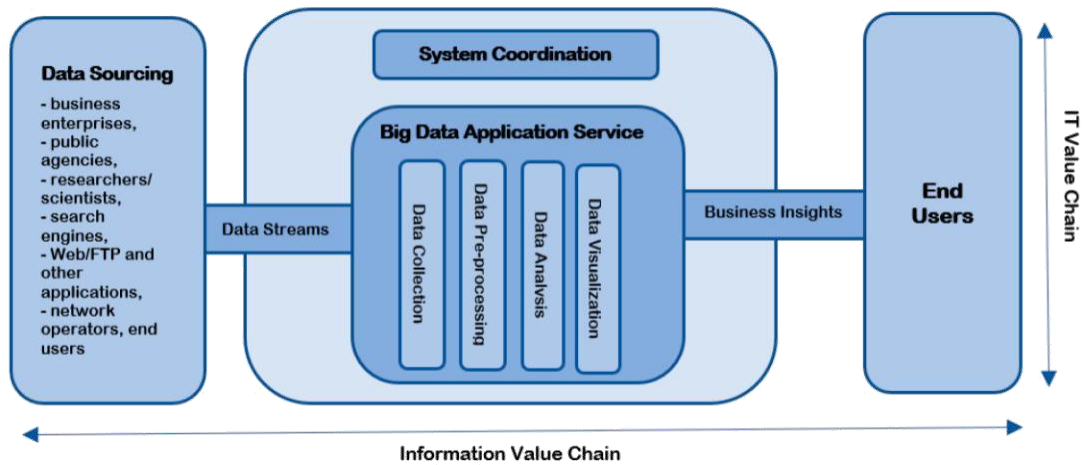 Data Sourcing
- business
enterprises,
- public
agencies,
- researchers/
scientists,
- search
engines,
- Web/FTP and
other
applications,
- network
operators, end
users
Data Streams
System Coordination
Big Data Application Service
Data Collection
Data Pre-processing
Data Analysis
Data Visualization
Business Insights
End
Users
IT Value Chain
Information Value Chain